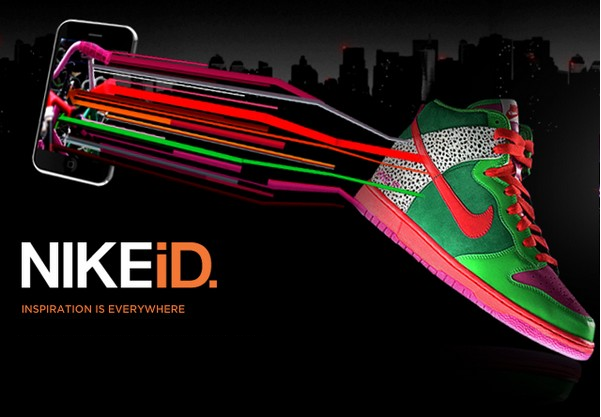 NIKEiD.
INSPIRATION IS EVERYWHERE